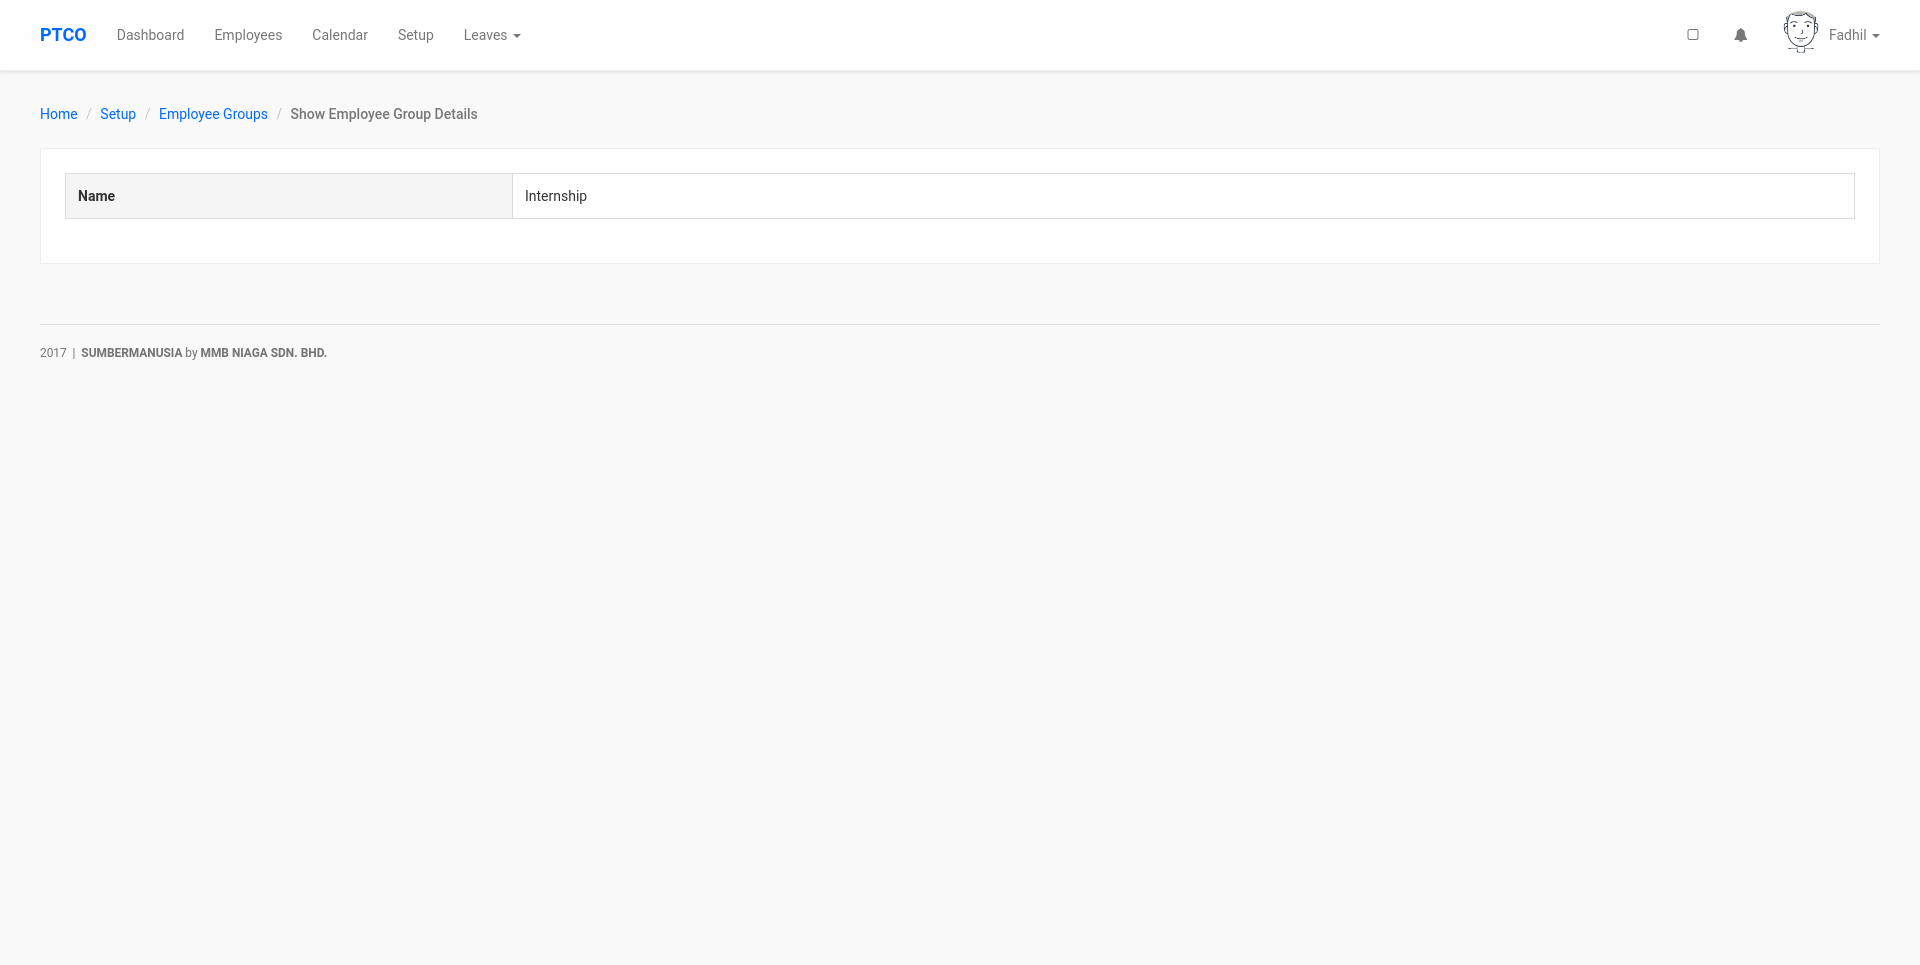 PTCO Dashboard Employees Calendar Setup Leaves Fadhil
Home / Setup / Employee Groups / Show Employee Group Details
Name Internship
2017 | SUMBERMANUSIA by MMB NIAGA SDN. BHD.